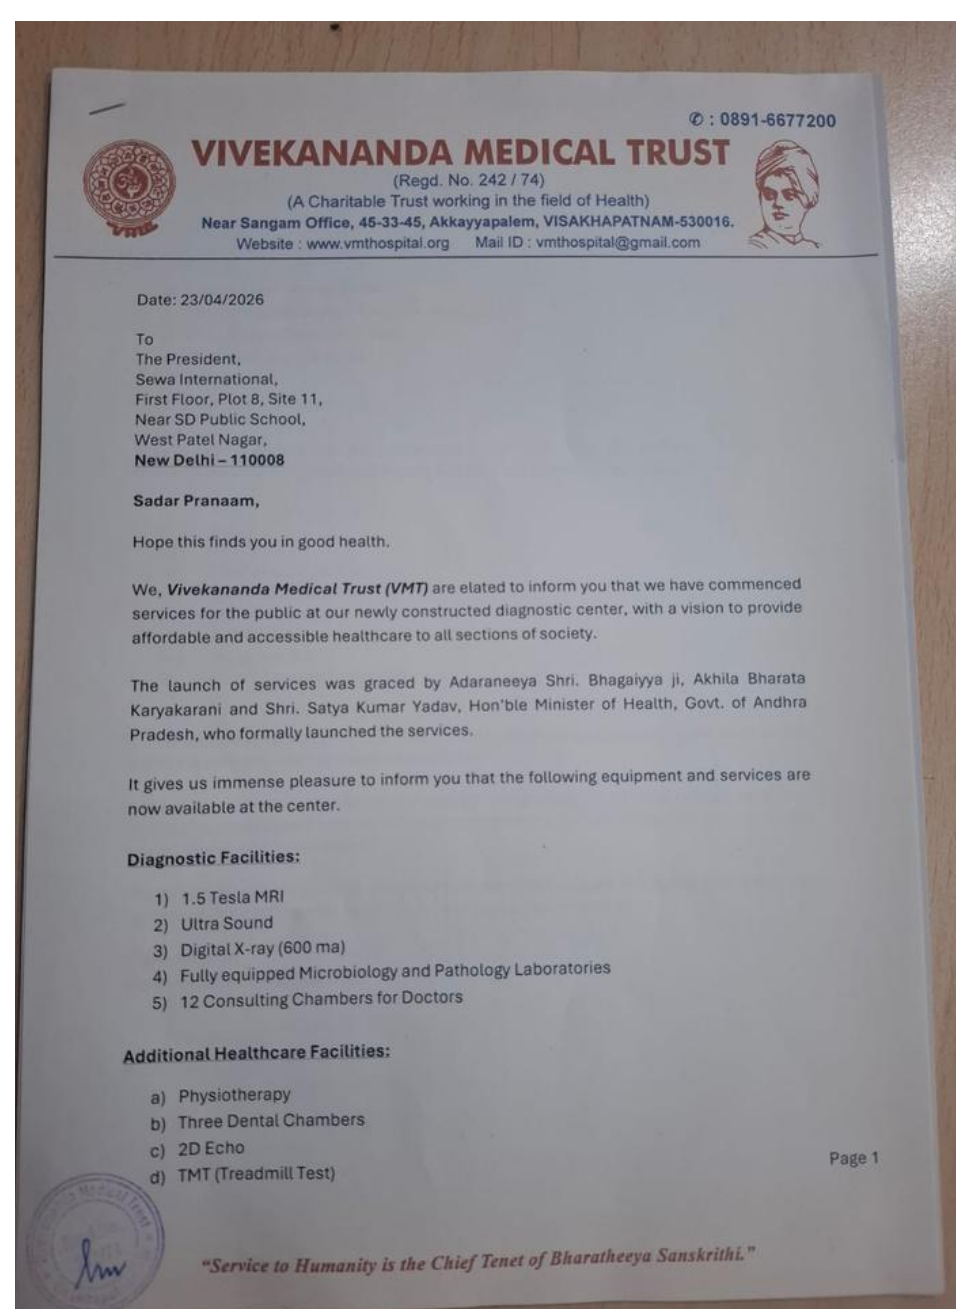 ✆ : 0891-6677200
VIVEKANANDA MEDICAL TRUST
(Regd. No. 242 / 74)
(A Charitable Trust working in the field of Health)
Near Sangam Office, 45-33-45, Akkayyapalem, VISAKHAPATNAM-530016.
Website : www.vmthospital.org Mail ID : vmthospital@gmail.com
Date: 23/04/2026
To
The President,
Sewa International,
First Floor, Plot 8, Site 11,
Near SD Public School,
West Patel Nagar,
New Delhi – 110008
Sadar Pranaam,
Hope this finds you in good health.
We, Vivekananda Medical Trust (VMT) are elated to inform you that we have commenced
services for the public at our newly constructed diagnostic center, with a vision to provide
affordable and accessible healthcare to all sections of society.
The launch of services was graced by Adaraneeya Shri. Bhagaiyya ji, Akhila Bharata
Karyakarani and Shri. Satya Kumar Yadav, Hon'ble Minister of Health, Govt. of Andhra
Pradesh, who formally launched the services.
It gives us immense pleasure to inform you that the following equipment and services are
now available at the center.
Diagnostic Facilities:
1) 1.5 Tesla MRI
2) Ultra Sound
3) Digital X-ray (600 ma)
4) Fully equipped Microbiology and Pathology Laboratories
5) 12 Consulting Chambers for Doctors
Additional Healthcare Facilities:
a) Physiotherapy
b) Three Dental Chambers
c) 2D Echo
d) TMT (Treadmill Test)
Page 1
Medical Trust
"Service to Humanity is the Chief Tenet of Bharatheeya Sanskrithi."